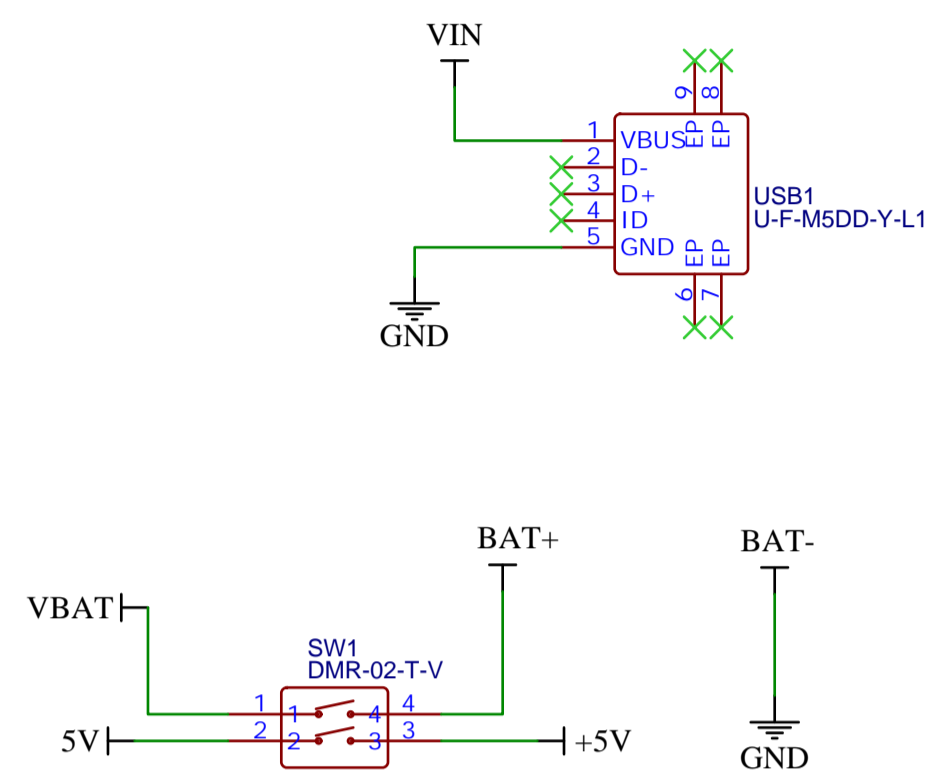 VIN
9 8
1 VBUS EP EP
2 D-
3 D+
4 ID
5 GND EP EP
USB1
U-F-M5DD-Y-L1
6 7
GND
BAT+
BAT-
VBAT
SW1
DMR-02-T-V
1 1 4 4
5V 2 2 3 3 +5V
GND